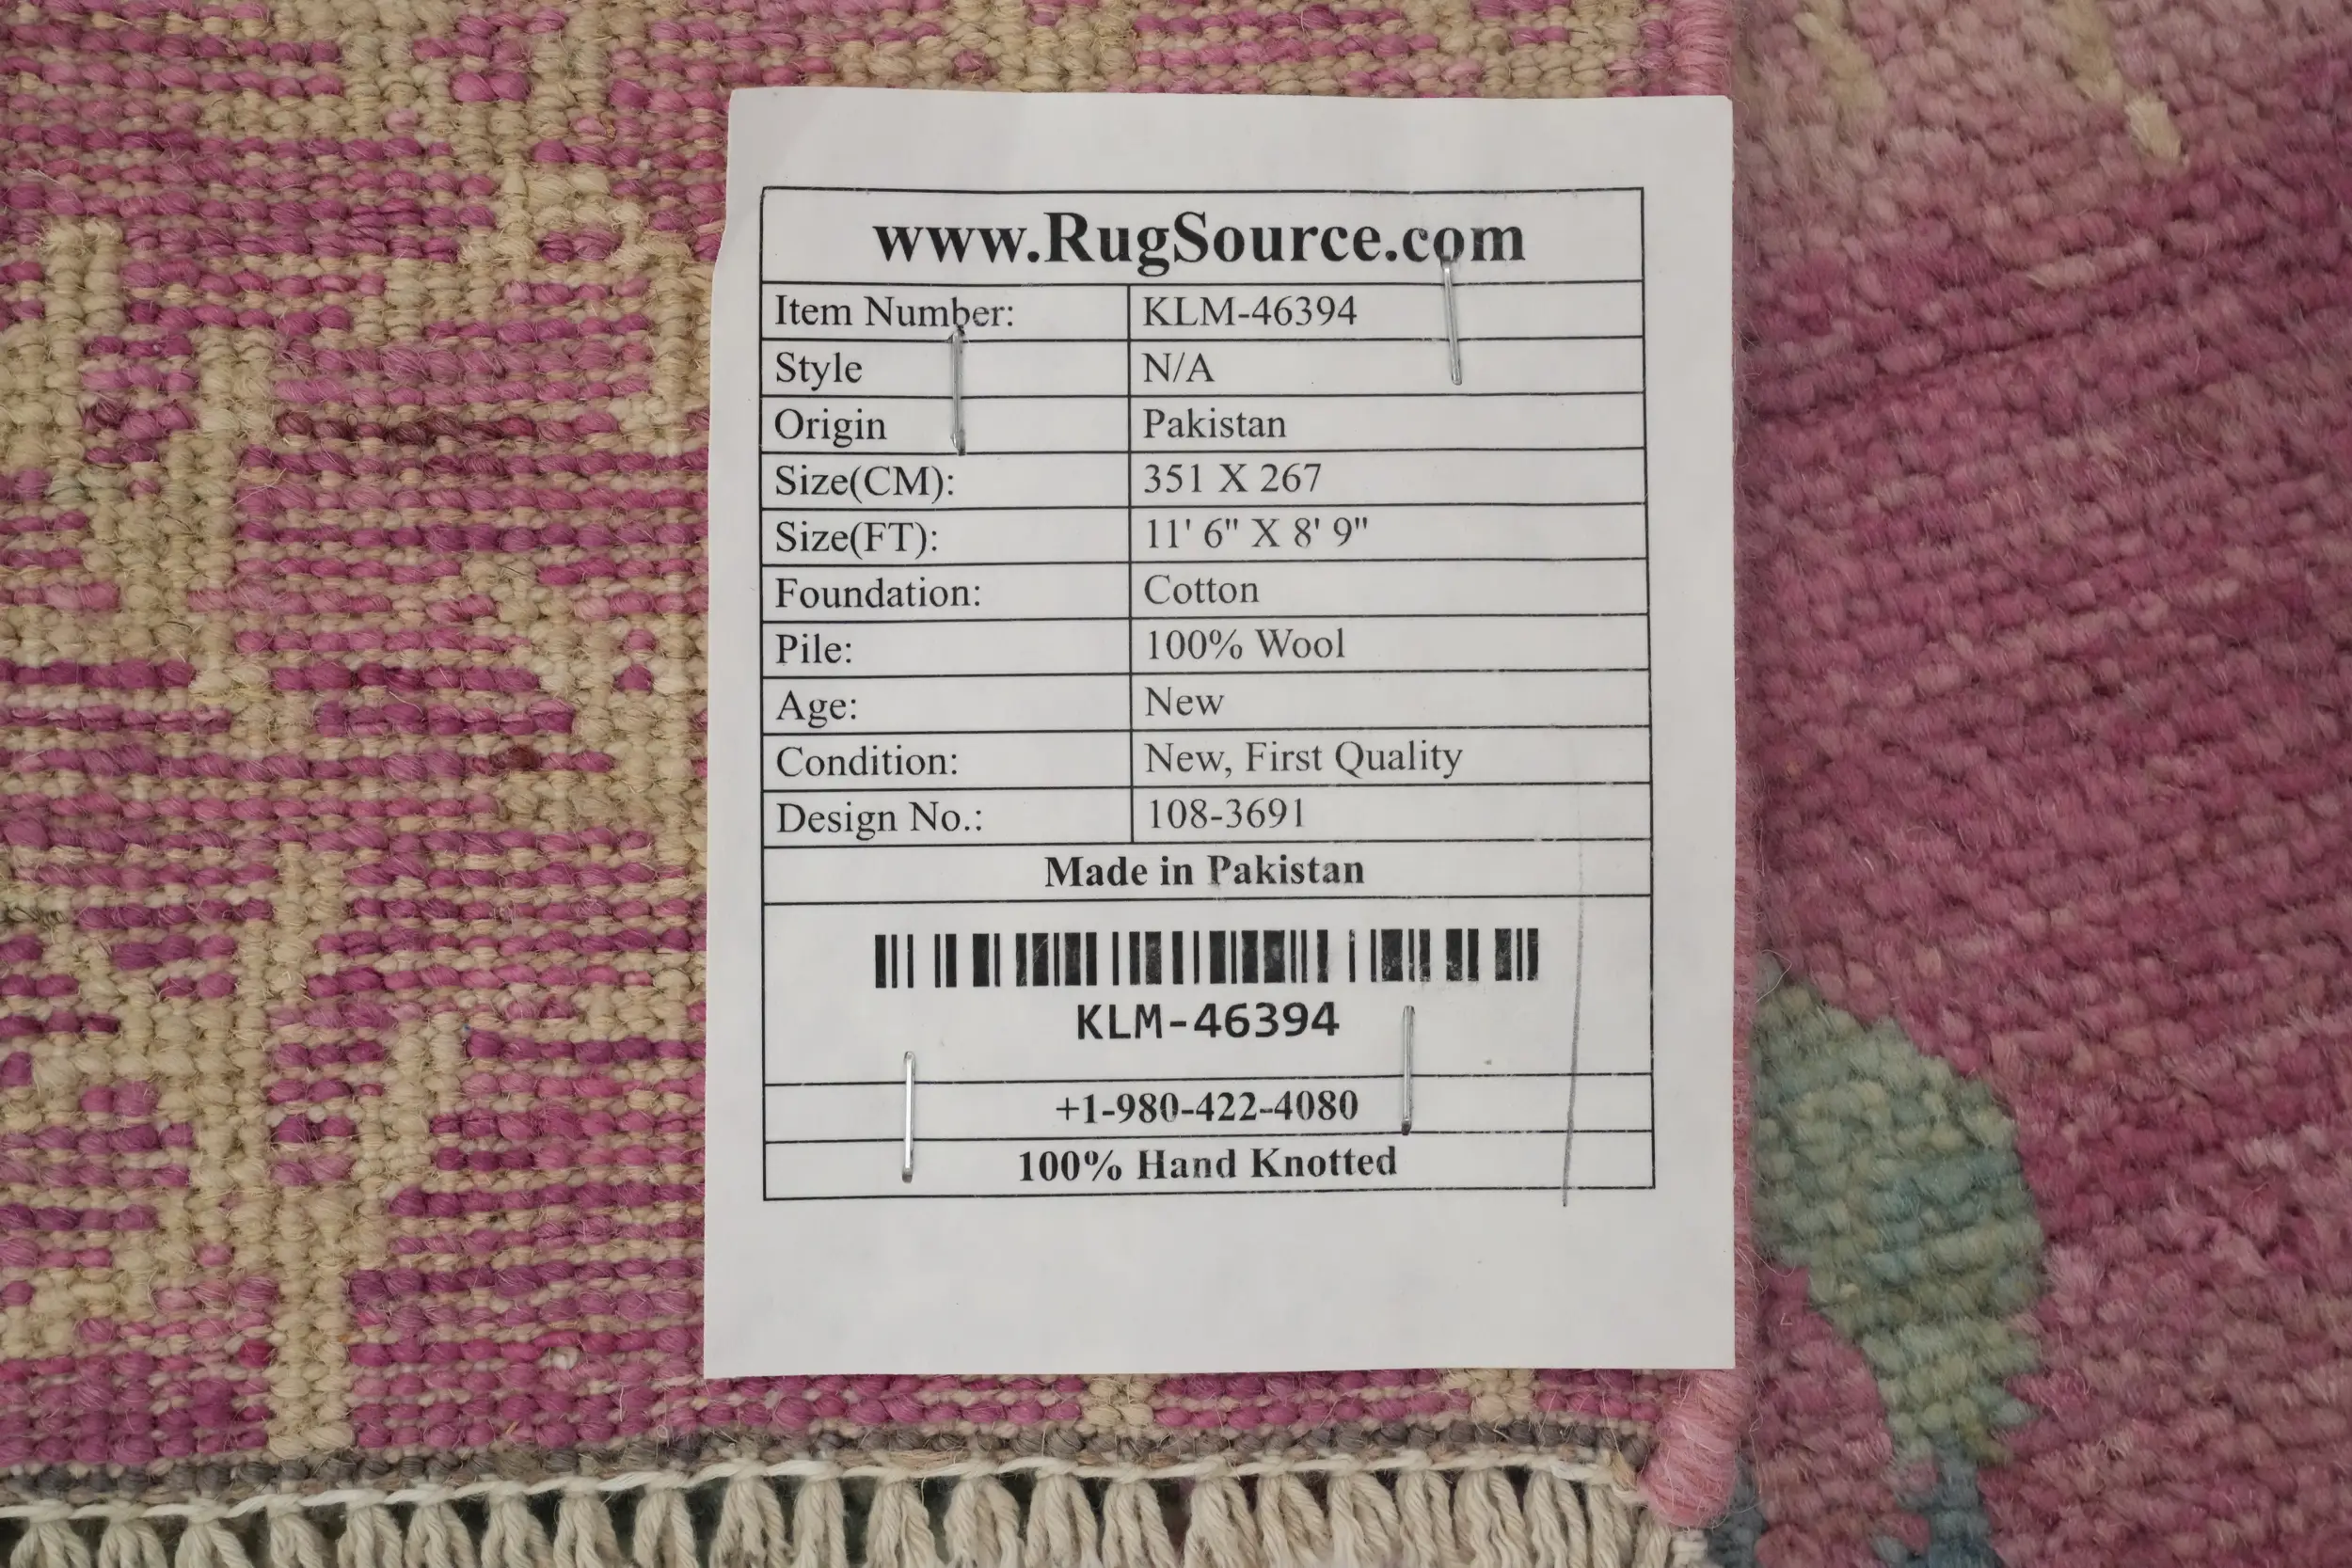 www.RugSource.com
Item Number: KLM-46394
Style N/A
Origin Pakistan
Size(CM): 351 X 267
Size(FT): 11' 6" X 8' 9"
Foundation: Cotton
Pile: 100% Wool
Age: New
Condition: New, First Quality
Design No.: 108-3691
Made in Pakistan
KLM-46394
+1-980-422-4080
100% Hand Knotted